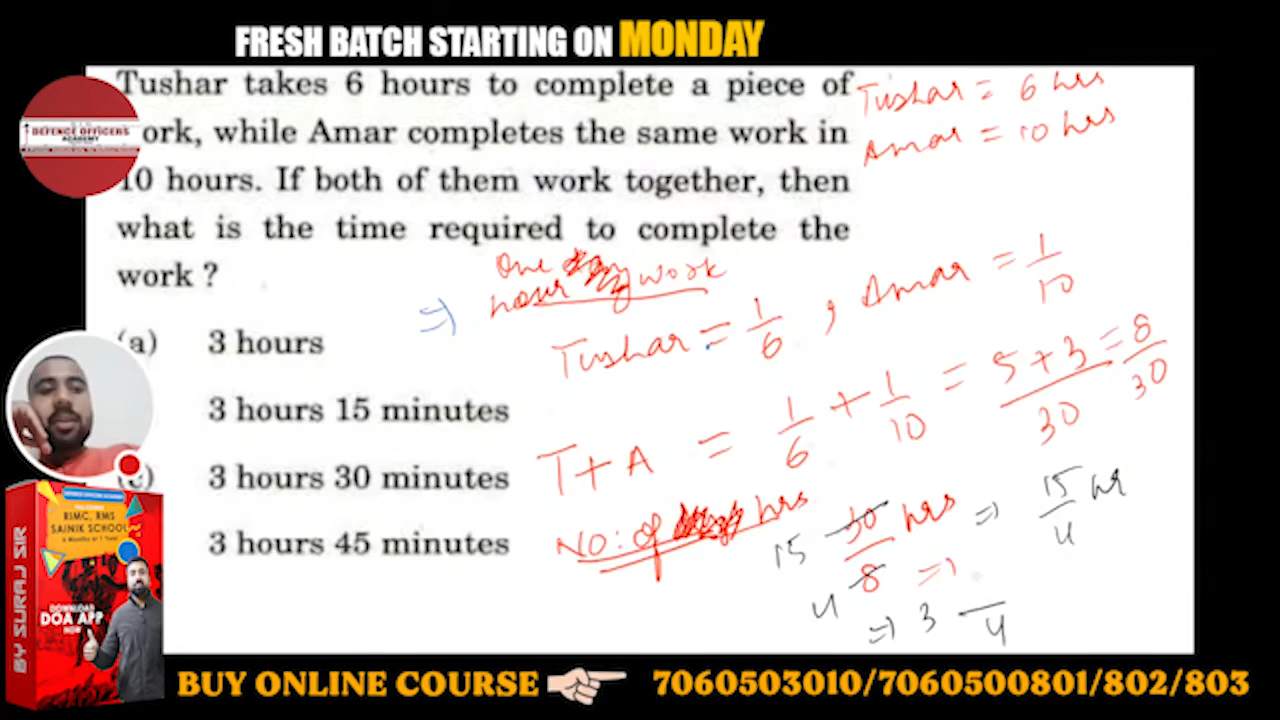 FRESH BATCH STARTING ON MONDAY
Tushar takes 6 hours to complete a piece of
work, while Amar completes the same work in
10 hours. If both of them work together, then
what is the time required to complete the
work ?
(a) 3 hours
3 hours 15 minutes
(c) 3 hours 30 minutes
3 hours 45 minutes
Tushar = 6 hrs
Amar = 10 hrs
⇒ One
hour work
Tushar = 1/6 , Amar = 1/10
T+A = 1/6 + 1/10 = 5+3/30 = 8/30
NO: of hrs
15 30/8 hrs ⇒ 15/4 hr
4 ⇒
⇒ 3 —/4
DEFENCE OFFICERS
ACADEMY
DEFENCE OFFICERS ACADEMY
RIMC, RMS
SAINIK SCHOOL
DOWNLOAD
DOA APP
NOW
BY SURAJ SIR
BUY ONLINE COURSE 7060503010/7060500801/802/803